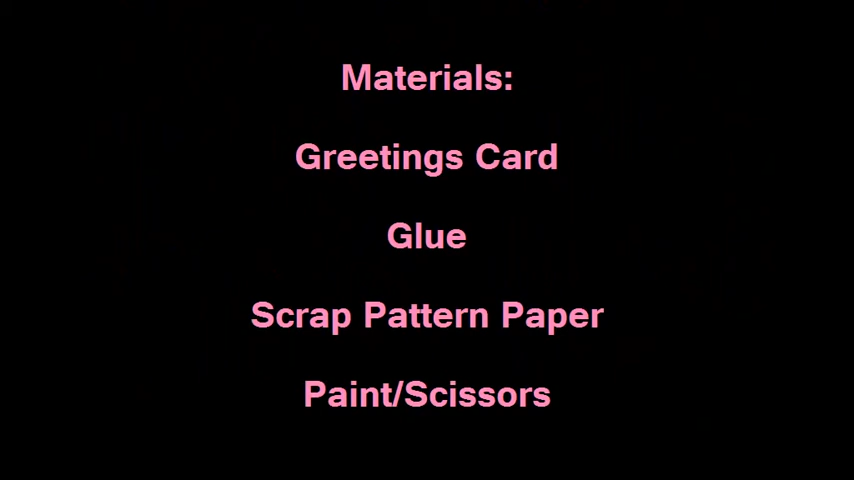 Materials:
Greetings Card
Glue
Scrap Pattern Paper
Paint/Scissors